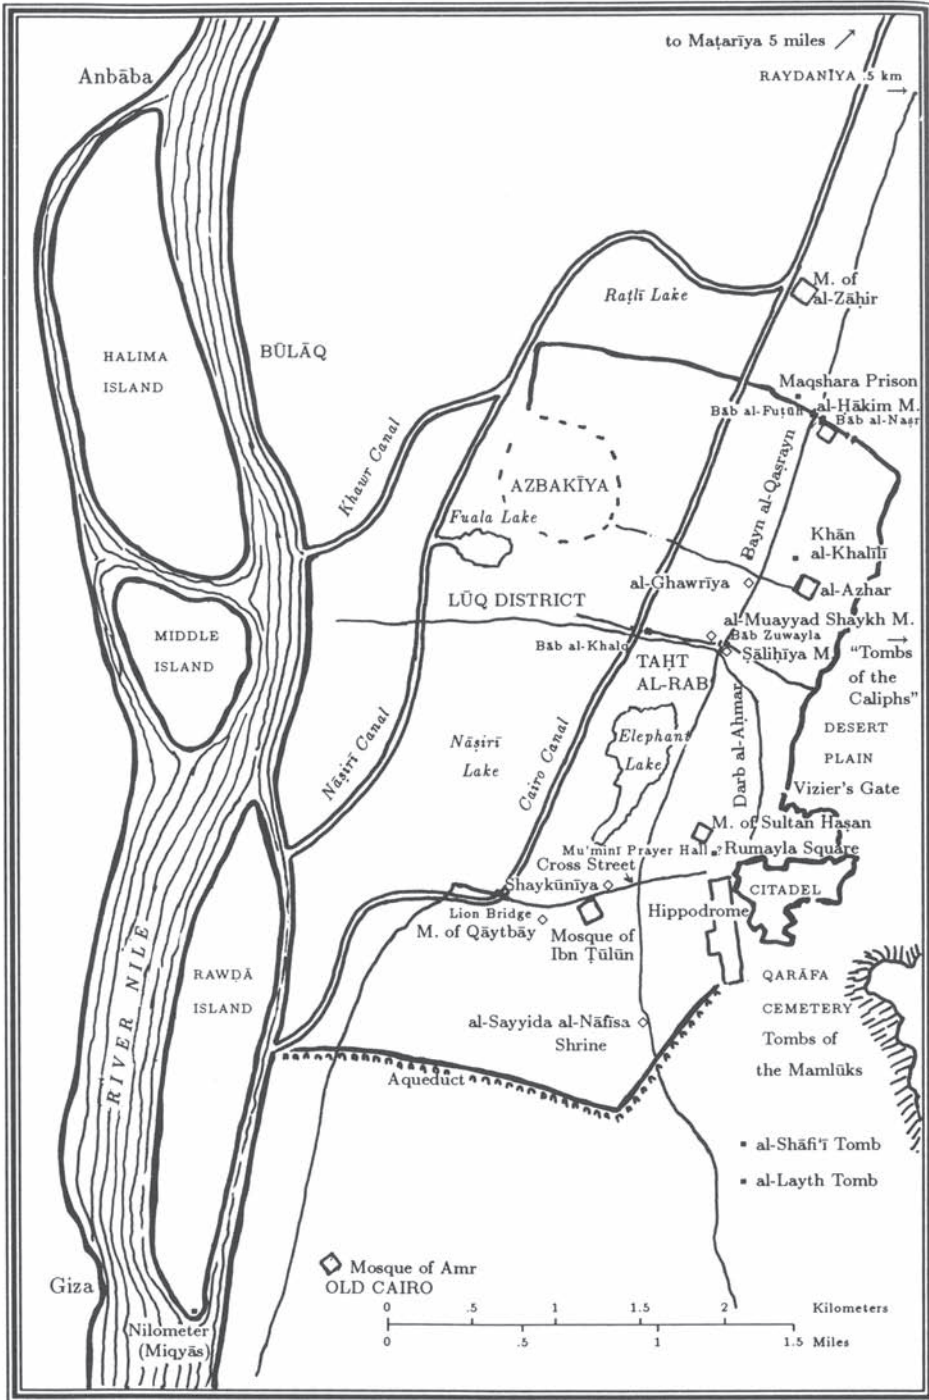 to Maṭarīya 5 miles
Anbāba
RAYDANĪYA .5 km
M. of
al-Zāḥir
Raṭlī Lake
BŪLĀQ
HALIMA
ISLAND
Maqshara Prison
al-Ḥākim M.
Bāb al-Futūḥ
Bāb al-Naṣr
Khawr Canal
Bayn al-Qaṣrayn
AZBAKĪYA
Fuala Lake
Khān
al-Khalīlī
al-Ghawrīya
al-Azhar
LŪQ DISTRICT
al-Muayyad Shaykh M.
MIDDLE
ISLAND
Bāb al-Khalq
Bāb Zuwayla
Ṣāliḥīya M.
"Tombs
of the
Caliphs"
TAḤT
AL-RAB
DESERT
PLAIN
Nāṣirī Canal
Nāṣirī
Lake
Cairo Canal
Elephant
Lake
Darb al-Aḥmar
Vizier's Gate
M. of Sultan Ḥaṣan
Mu'minī Prayer Hall ?
Rumayla Square
Cross Street
Shaykūnīya
CITADEL
Lion Bridge
M. of Qāytbāy
Hippodrome
Mosque of
Ibn Ṭūlūn
RIVER NILE
RAWḌĀ
ISLAND
QARĀFA
CEMETERY
Tombs of
the Mamlūks
al-Sayyida al-Nāfīsa
Shrine
Aqueduct
al-Shāfi'ī Tomb
al-Layth Tomb
Mosque of Amr
OLD CAIRO
Giza
Nilometer
(Miqyās)
0 .5 1 1.5 2 Kilometers
0 .5 1 1.5 Miles